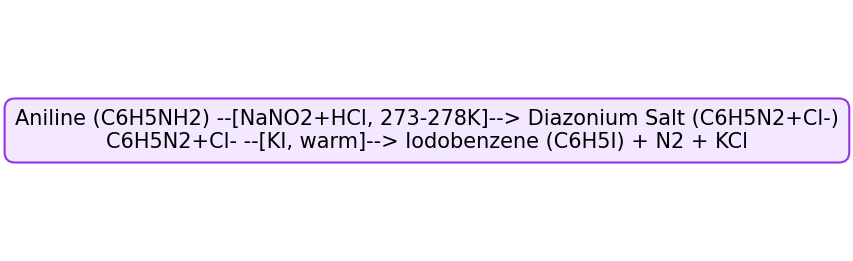 Aniline (C6H5NH2) --[NaNO2+HCl, 273-278K]--> Diazonium Salt (C6H5N2+Cl-)
C6H5N2+Cl- --[KI, warm]--> Iodobenzene (C6H5I) + N2 + KCl